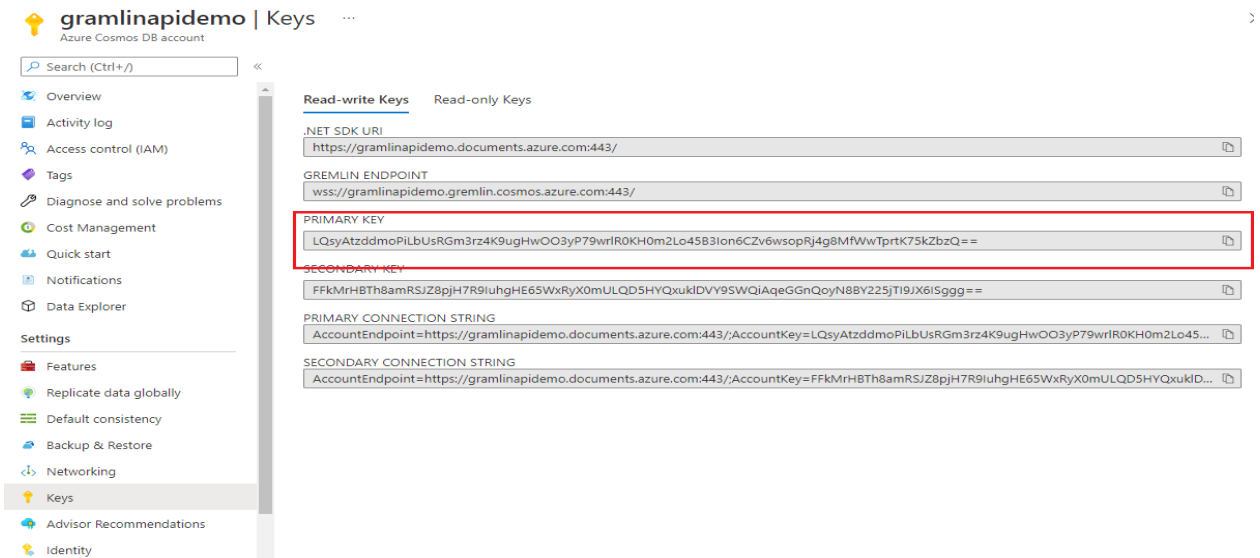 gramlinapidemo | Keys ...
Azure Cosmos DB account
Search (Ctrl+/)
«
Overview
Activity log
Access control (IAM)
Tags
Diagnose and solve problems
Cost Management
Quick start
Notifications
Data Explorer
Settings
Features
Replicate data globally
Default consistency
Backup & Restore
Networking
Keys
Advisor Recommendations
Identity
Read-write Keys Read-only Keys
.NET SDK URI
https://gramlinapidemo.documents.azure.com:443/
GREMLIN ENDPOINT
wss://gramlinapidemo.gremlin.cosmos.azure.com:443/
PRIMARY KEY
LQsyAtzddmoPiLbUsRGm3rz4K9ugHwOO3yP79wrlR0KH0m2Lo45B3Ion6CZv6wsopRj4g8MfWwTprtK75kZbzQ==
SECONDARY KEY
FFkMrHBTh8amRSJZ8pjH7R9IuhgHE65WxRyX0mULQD5HYQxuklDVY9SWQiAqeGGnQoyN8BY225jTI9JX6ISggg==
PRIMARY CONNECTION STRING
AccountEndpoint=https://gramlinapidemo.documents.azure.com:443/;AccountKey=LQsyAtzddmoPiLbUsRGm3rz4K9ugHwOO3yP79wrlR0KH0m2Lo45...
SECONDARY CONNECTION STRING
AccountEndpoint=https://gramlinapidemo.documents.azure.com:443/;AccountKey=FFkMrHBTh8amRSJZ8pjH7R9IuhgHE65WxRyX0mULQD5HYQxuklD...